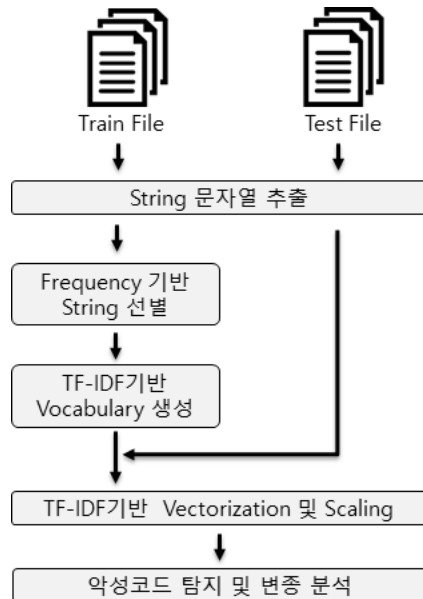 Train File
Test File
String 문자열 추출
Frequency 기반
String 선별
TF-IDF기반
Vocabulary 생성
TF-IDF기반 Vectorization 및 Scaling
악성코드 탐지 및 변종 분석